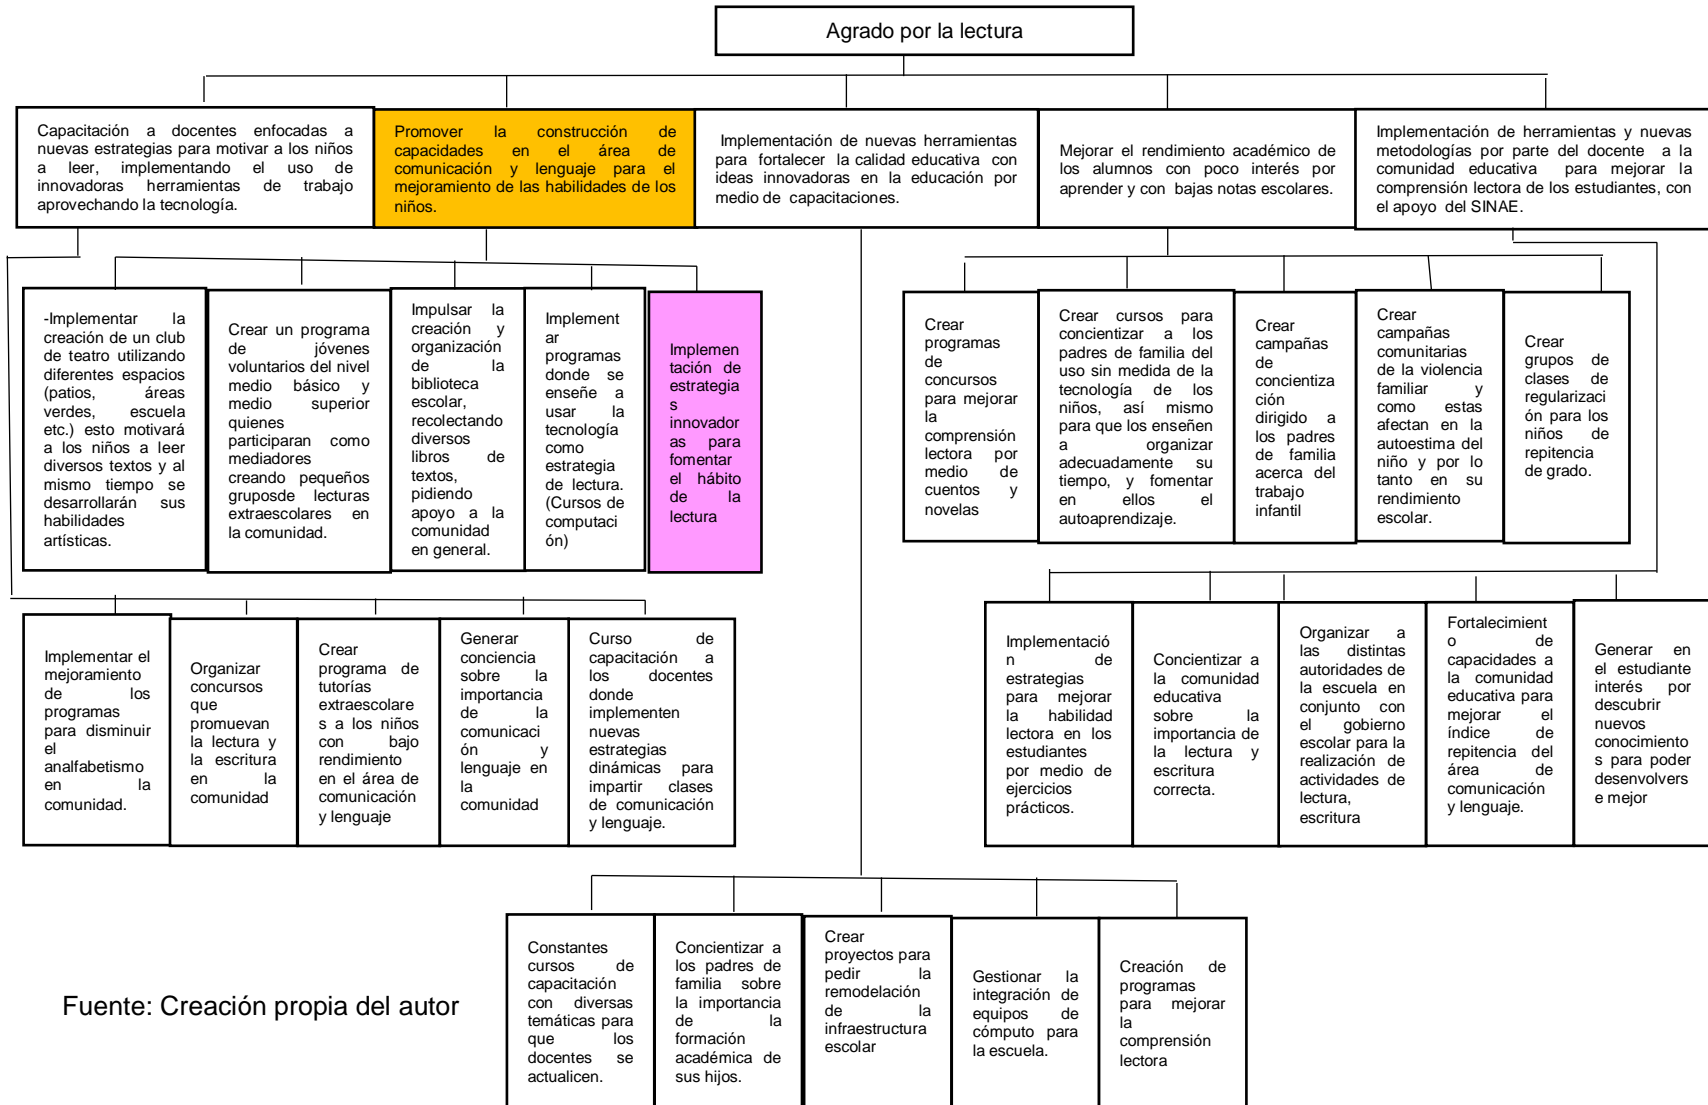 Agrado por la lectura
Capacitación a docentes enfocadas a
nuevas estrategias para motivar a los niños
a leer, implementando el uso de
innovadoras herramientas de trabajo
aprovechando la tecnología.
Promover la construcción de
capacidades en el área de
comunicación y lenguaje para el
mejoramiento de las habilidades de los
niños.
Implementación de nuevas herramientas
para fortalecer la calidad educativa con
ideas innovadoras en la educación por
medio de capacitaciones.
Mejorar el rendimiento académico de
los alumnos con poco interés por
aprender y con bajas notas escolares.
Implementación de herramientas y nuevas
metodologías por parte del docente a la
comunidad educativa para mejorar la
comprensión lectora de los estudiantes, con
el apoyo del SINAE.
-Implementar la
creación de un club
de teatro utilizando
diferentes espacios
(patios, áreas
verdes, escuela
etc.) esto motivará
a los niños a leer
diversos textos y al
mismo tiempo se
desarrollarán sus
habilidades
artísticas.
Crear un programa
de jóvenes
voluntarios del nivel
medio básico y
medio superior
quienes
participaran como
mediadores
creando pequeños
gruposde lecturas
extraescolares en
la comunidad.
Impulsar la
creación y
organización
de la
biblioteca
escolar,
recolectando
diversos
libros de
textos,
pidiendo
apoyo a la
comunidad
en general.
Implement
ar
programas
donde se
enseñe a
usar la
tecnología
como
estrategia
de lectura.
(Cursos de
computaci
ón)
Implemen
tación de
estrategia
s
innovador
as para
fomentar
el hábito
de la
lectura
Crear
programas
de
concursos
para mejorar
la
comprensión
lectora por
medio de
cuentos y
novelas
Crear cursos para
concientizar a los
padres de familia del
uso sin medida de la
tecnología de los
niños, así mismo
para que los enseñen
a organizar
adecuadamente su
tiempo, y fomentar
en ellos el
autoaprendizaje.
Crear
campañas
de
concientiza
ción
dirigido a
los padres
de familia
acerca del
trabajo
infantil
Crear
campañas
comunitarias
de la violencia
familiar y
como estas
afectan en la
autoestima del
niño y por lo
tanto en su
rendimiento
escolar.
Crear
grupos de
clases de
regularizaci
ón para los
niños de
repitencia
de grado.
Implementar el
mejoramiento
de los
programas
para disminuir
el
analfabetismo
en la
comunidad.
Organizar
concursos
que
promuevan
la lectura y
la escritura
en la
comunidad
Crear
programa de
tutorías
extraescolare
s a los niños
con bajo
rendimiento
en el área de
comunicación
y lenguaje
Generar
conciencia
sobre la
importancia
de la
comunicaci
ón y
lenguaje en
la
comunidad
Curso de
capacitación a
los docentes
donde
implementen
nuevas
estrategias
dinámicas para
impartir clases
de comunicación
y lenguaje.
Implementació
n de
estrategias
para mejorar
la habilidad
lectora en los
estudiantes
por medio de
ejercicios
prácticos.
Concientizar a
la comunidad
educativa
sobre la
importancia de
la lectura y
escritura
correcta.
Organizar a
las distintas
autoridades de
la escuela en
conjunto con
el gobierno
escolar para la
realización de
actividades de
lectura,
escritura
Fortalecimient
o de
capacidades a
la comunidad
educativa para
mejorar el
índice de
repitencia del
área de
comunicación
y lenguaje.
Generar en
el estudiante
interés por
descubrir
nuevos
conocimiento
s para poder
desenvolvers
e mejor
Constantes
cursos de
capacitación
con diversas
temáticas para
que los
docentes se
actualicen.
Concientizar a
los padres de
familia sobre
la importancia
de la
formación
académica de
sus hijos.
Crear
proyectos para
pedir la
remodelación
de la
infraestructura
escolar
Gestionar la
integración de
equipos de
cómputo para
la escuela.
Creación de
programas
para mejorar
la
comprensión
lectora
Fuente: Creación propia del autor